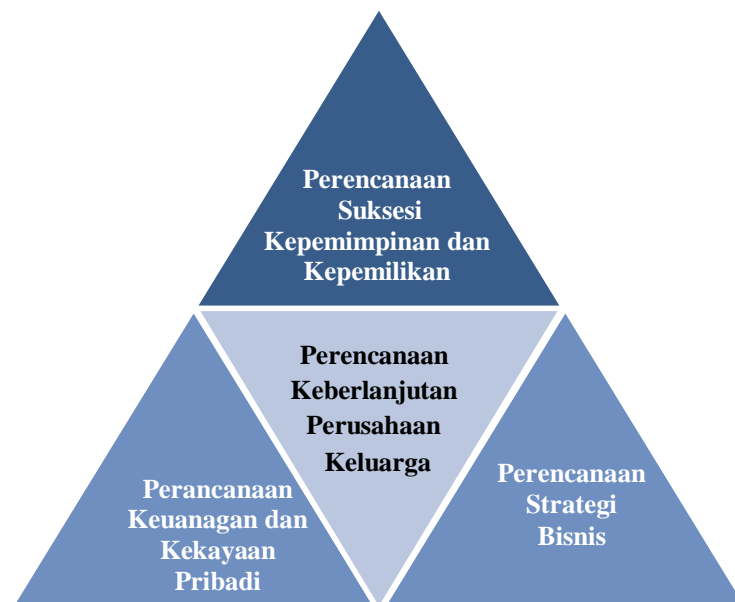 Perencanaan
Suksesi
Kepemimpinan dan
Kepemilikan
Perencanaan
Keberlanjutan
Perusahaan
Keluarga
Perancanaan
Keuanagan dan
Kekayaan
Pribadi
Perencanaan
Strategi
Bisnis